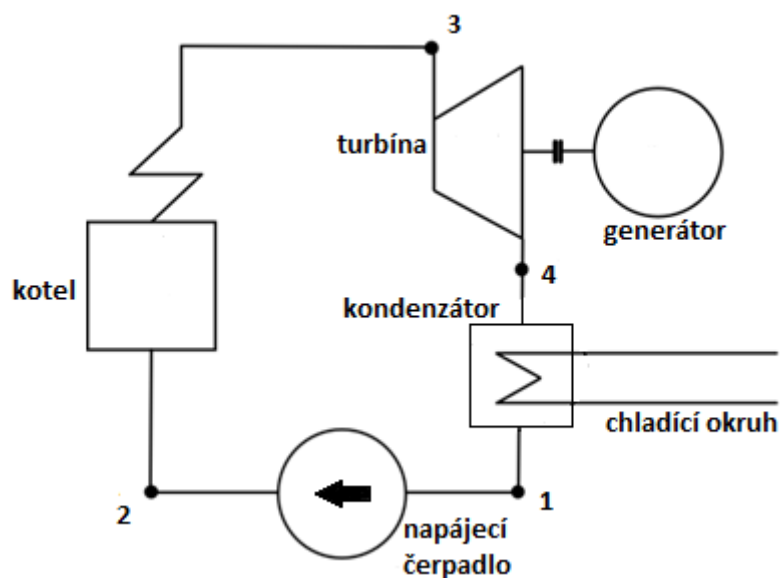 3
turbína
generátor
4
kotel
kondenzátor
chladící okruh
2
1
napájecí
čerpadlo